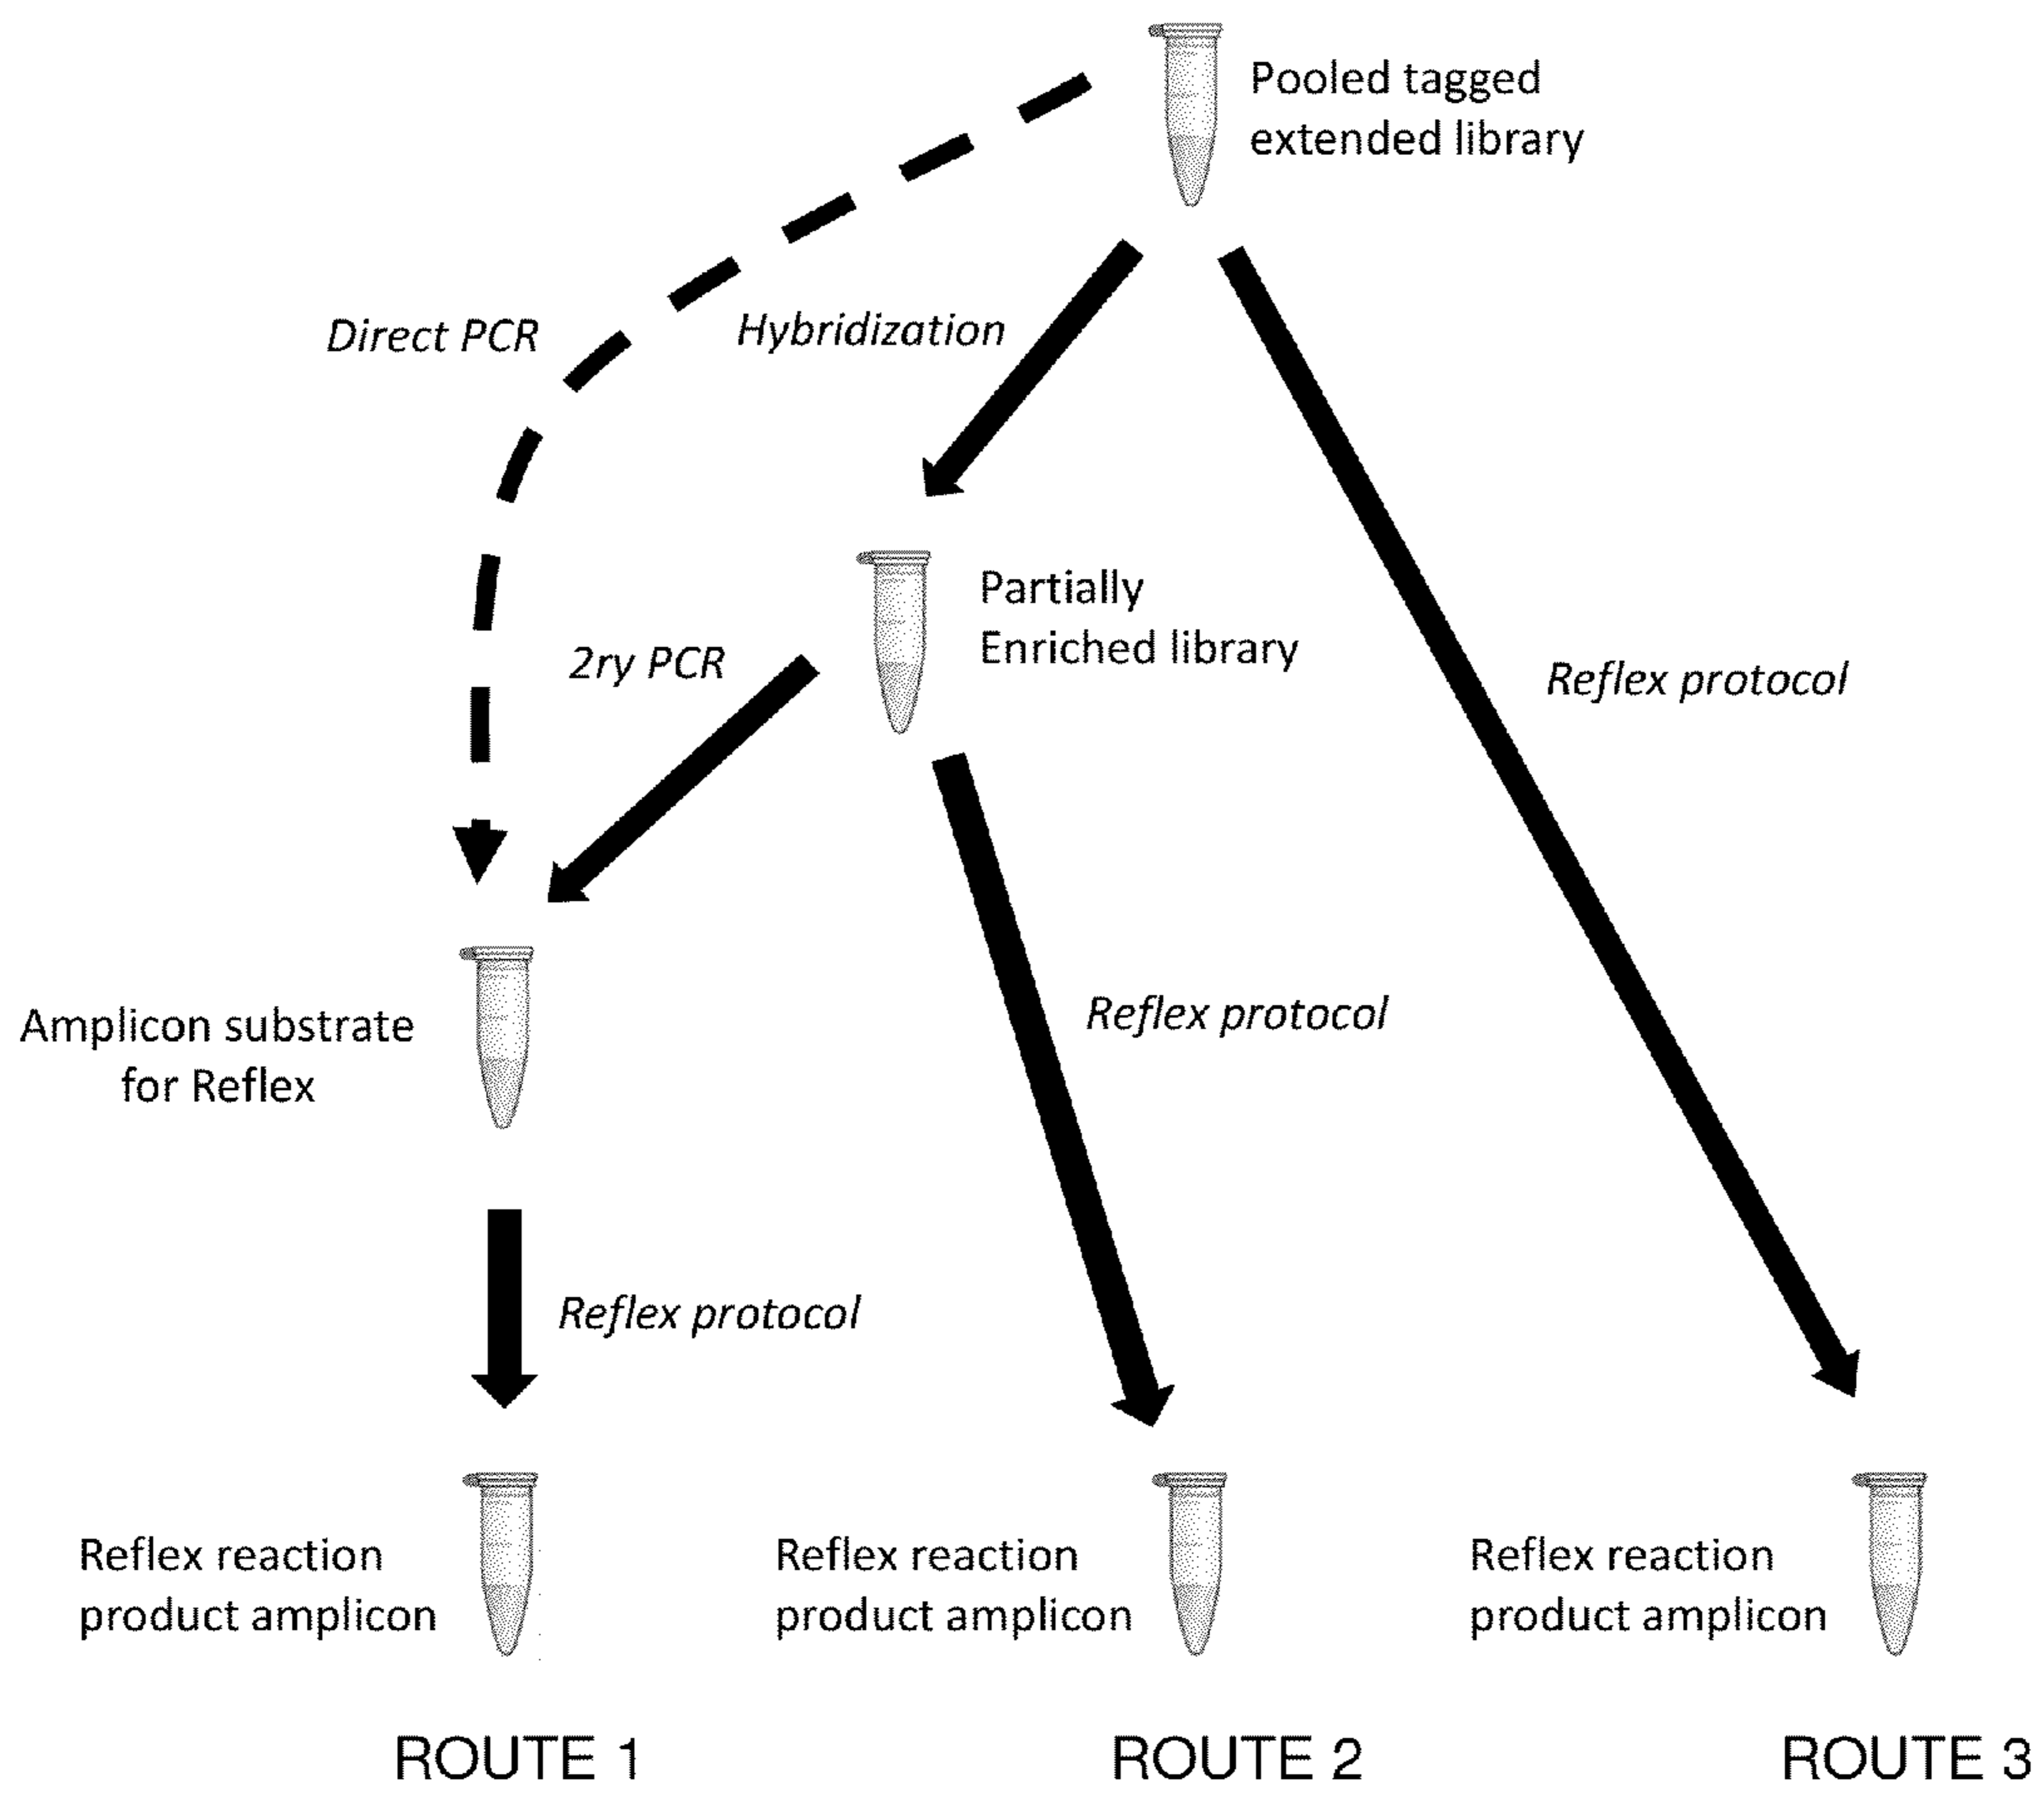 Pooled tagged
extended library
Direct PCR
Hybridization
Partially
Enriched library
2ry PCR
Reflex protocol
Amplicon substrate
for Reflex
Reflex protocol
Reflex protocol
Reflex reaction
product amplicon
Reflex reaction
product amplicon
Reflex reaction
product amplicon
ROUTE 1
ROUTE 2
ROUTE 3